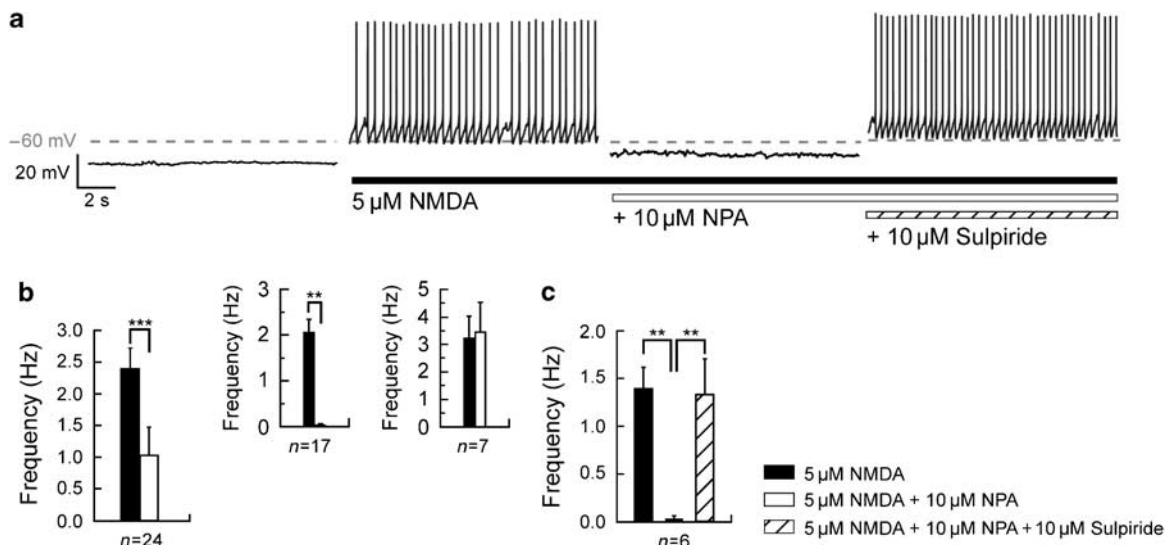 a
–60 mV
20 mV
2 s
5 µM NMDA
+ 10 µM NPA
+ 10 µM Sulpiride
b
Frequency (Hz)
3.0
2.5
2.0
1.5
1.0
0.5
0.0
***
n=24
Frequency (Hz)
3
2
1
0
**
n=17
Frequency (Hz)
5
4
3
2
1
0
n=7
c
Frequency (Hz)
2.0
1.5
1.0
0.5
0.0
** **
n=6
5 µM NMDA
5 µM NMDA + 10 µM NPA
5 µM NMDA + 10 µM NPA + 10 µM Sulpiride